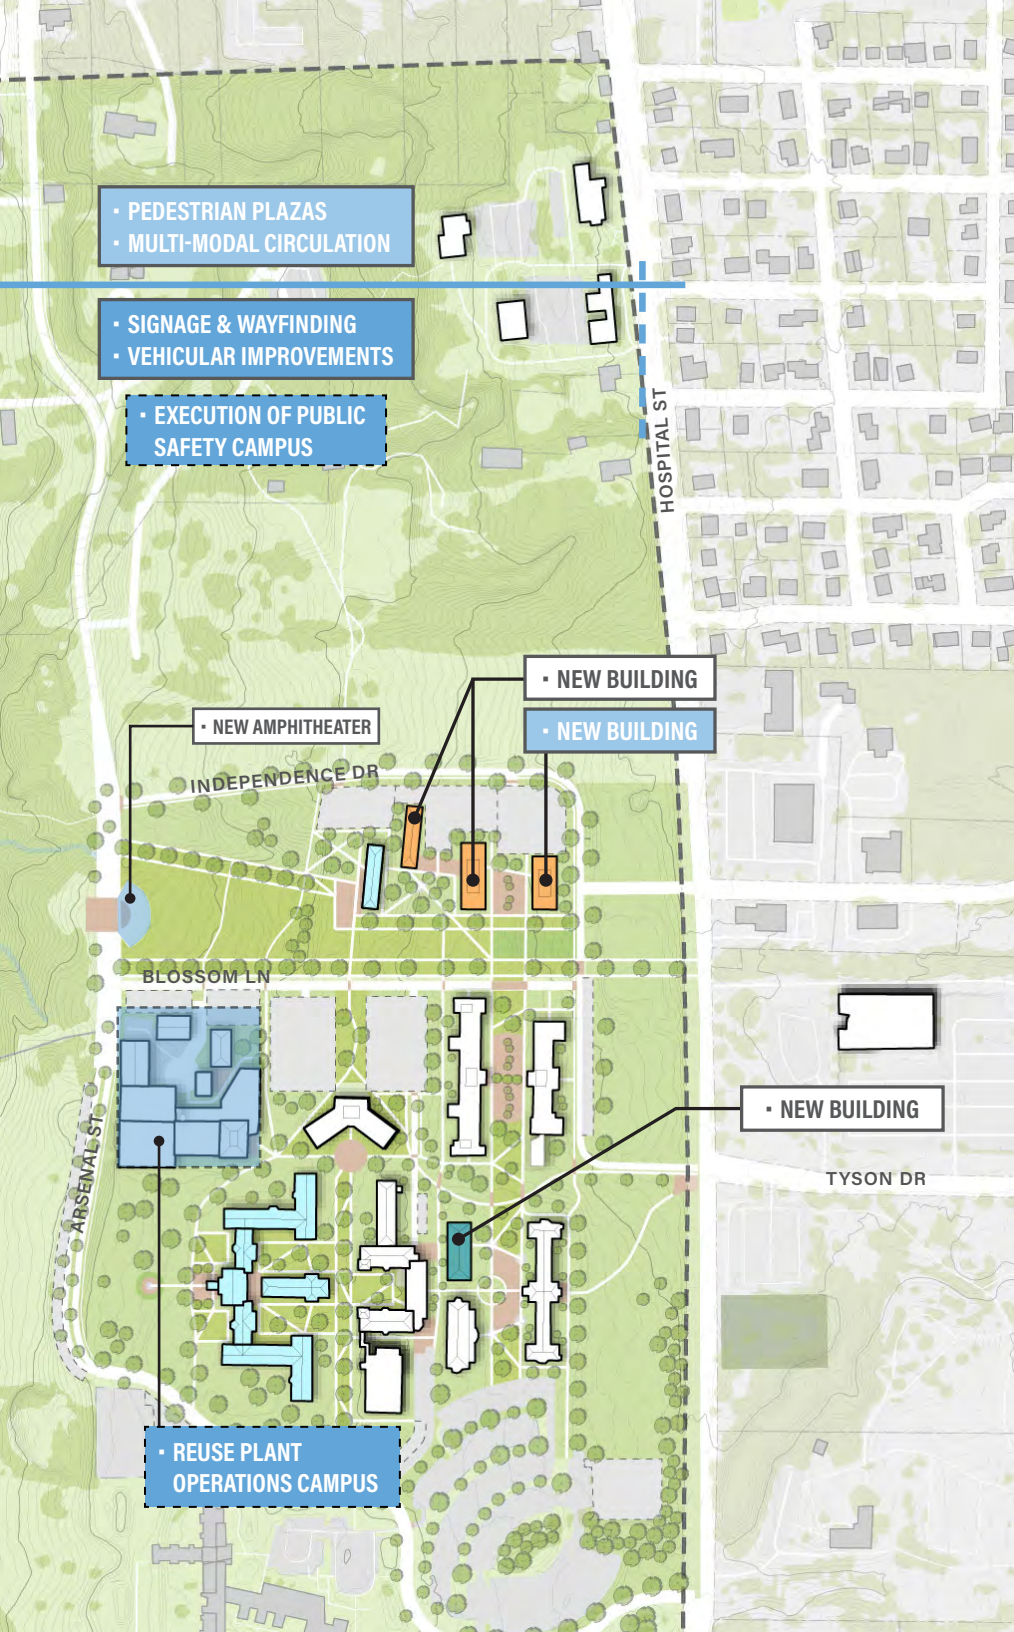 · PEDESTRIAN PLAZAS
· MULTI-MODAL CIRCULATION
· SIGNAGE & WAYFINDING
· VEHICULAR IMPROVEMENTS
· EXECUTION OF PUBLIC
SAFETY CAMPUS
HOSPITAL ST
· NEW BUILDING
· NEW AMPHITHEATER
· NEW BUILDING
INDEPENDENCE DR
BLOSSOM LN
· NEW BUILDING
ARSENAL ST
TYSON DR
· REUSE PLANT
OPERATIONS CAMPUS